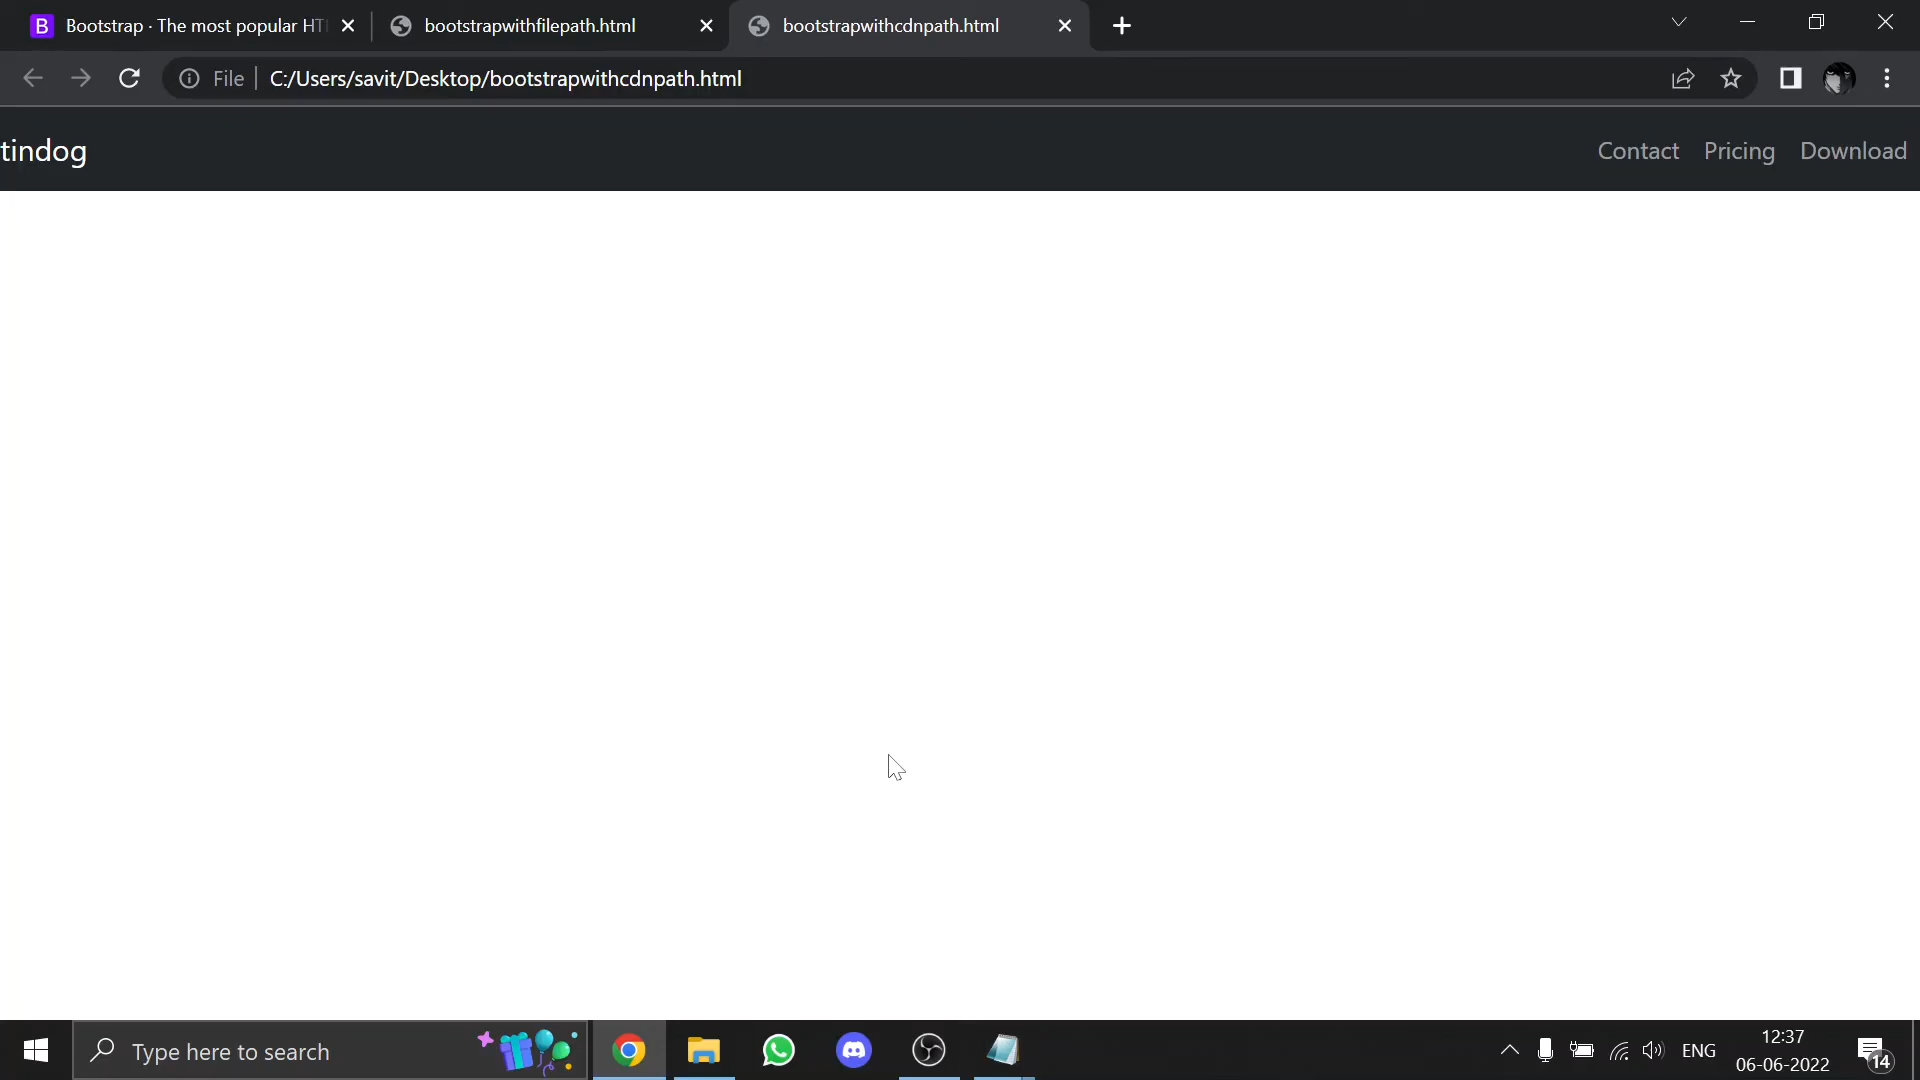 Bootstrap · The most popular HT
bootstrapwithfilepath.html
bootstrapwithcdnpath.html
File
C:/Users/savit/Desktop/bootstrapwithcdnpath.html
tindog
Contact Pricing Download
Type here to search
ENG
12:37
06-06-2022
14